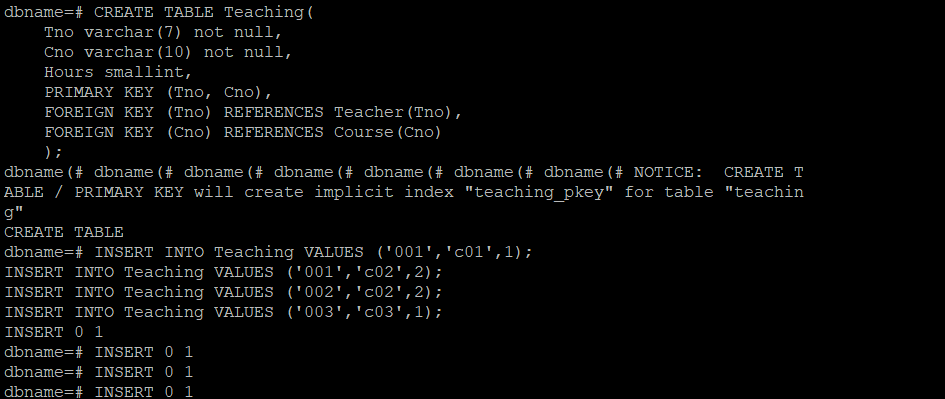 dbname=# CREATE TABLE Teaching(
    Tno varchar(7) not null,
    Cno varchar(10) not null,
    Hours smallint,
    PRIMARY KEY (Tno, Cno),
    FOREIGN KEY (Tno) REFERENCES Teacher(Tno),
    FOREIGN KEY (Cno) REFERENCES Course(Cno)
    );
dbname(# dbname(# dbname(# dbname(# dbname(# dbname(# dbname(# NOTICE:  CREATE T
ABLE / PRIMARY KEY will create implicit index "teaching_pkey" for table "teachin
g"
CREATE TABLE
dbname=# INSERT INTO Teaching VALUES ('001','c01',1);
INSERT INTO Teaching VALUES ('001','c02',2);
INSERT INTO Teaching VALUES ('002','c02',2);
INSERT INTO Teaching VALUES ('003','c03',1);
INSERT 0 1
dbname=# INSERT 0 1
dbname=# INSERT 0 1
dbname=# INSERT 0 1